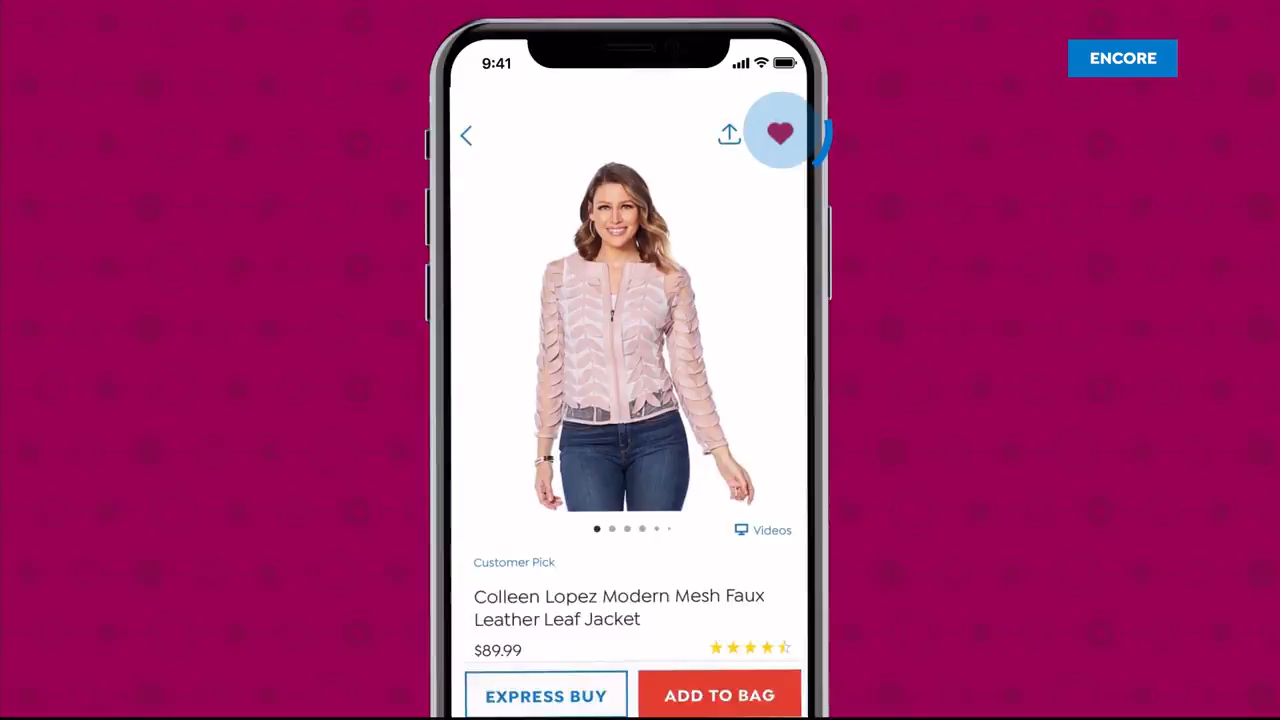 9:41
ENCORE
Videos
Customer Pick
Colleen Lopez Modern Mesh Faux
Leather Leaf Jacket
$89.99
EXPRESS BUY
ADD TO BAG